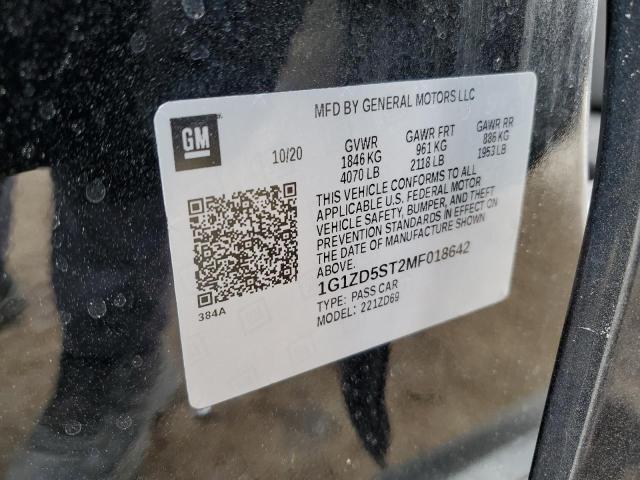 MFD BY GENERAL MOTORS LLC
GM
10/20
GVWR
1846 KG
4070 LB
GAWR FRT
961 KG
2118 LB
GAWR RR
886 KG
1953 LB
THIS VEHICLE CONFORMS TO ALL
APPLICABLE U.S. FEDERAL MOTOR
VEHICLE SAFETY, BUMPER, AND THEFT
PREVENTION STANDARDS IN EFFECT ON
THE DATE OF MANUFACTURE SHOWN
ABOVE.
1G1ZD5ST2MF018642
TYPE: PASS CAR
MODEL: 221ZD69
384A